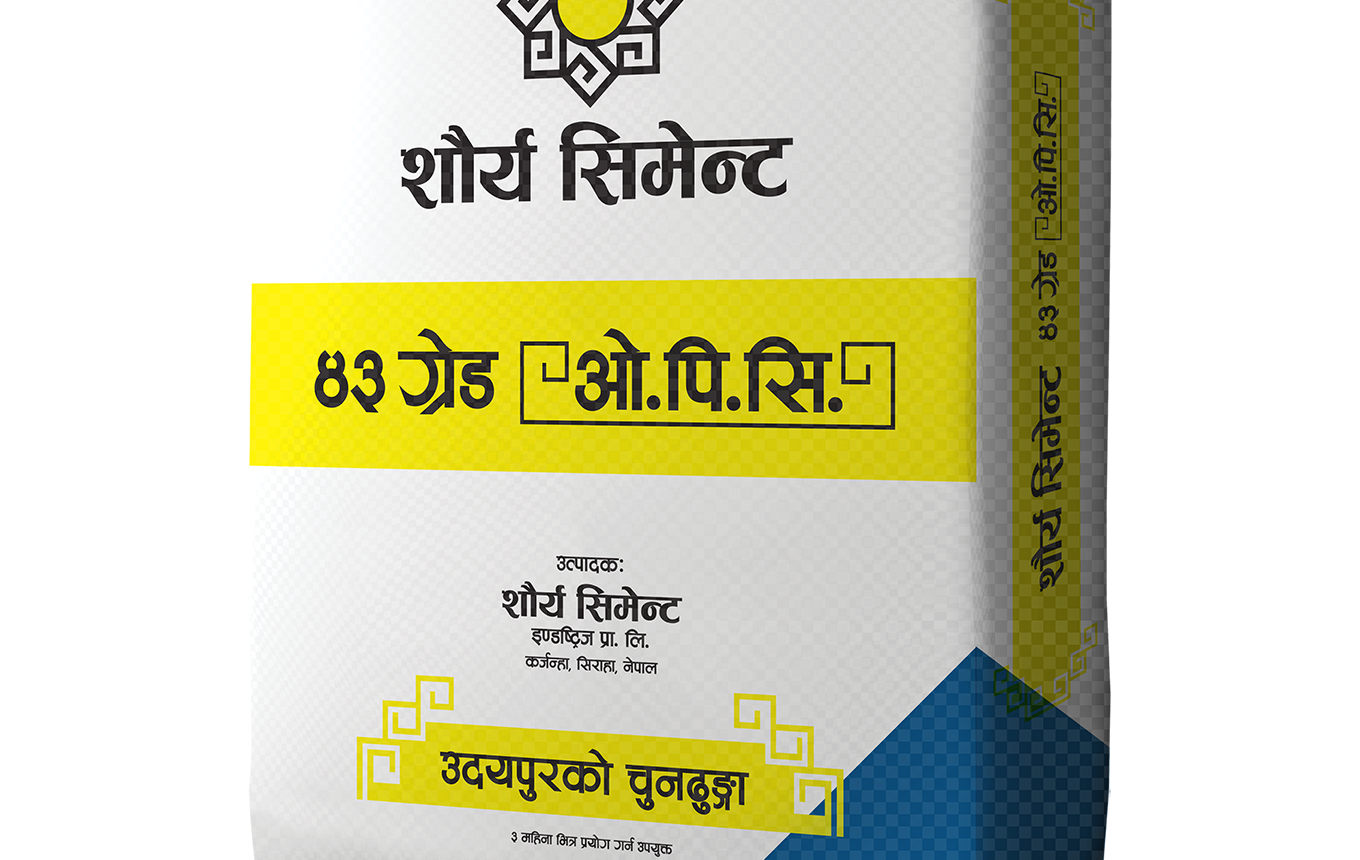 शौर्य सिमेन्ट
४३ ग्रेड ओ.पि.सि.
उत्पादक:
शौर्य सिमेन्ट
इण्डष्ट्रिज प्रा. लि.
कर्जन्हा, सिराहा, नेपाल
उदयपुरको चुनढुङ्गा
३ महिना भित्र प्रयोग गर्न उपयुक्त
शौर्य सिमेन्ट ४३ ग्रेड ओ.पि.सि.